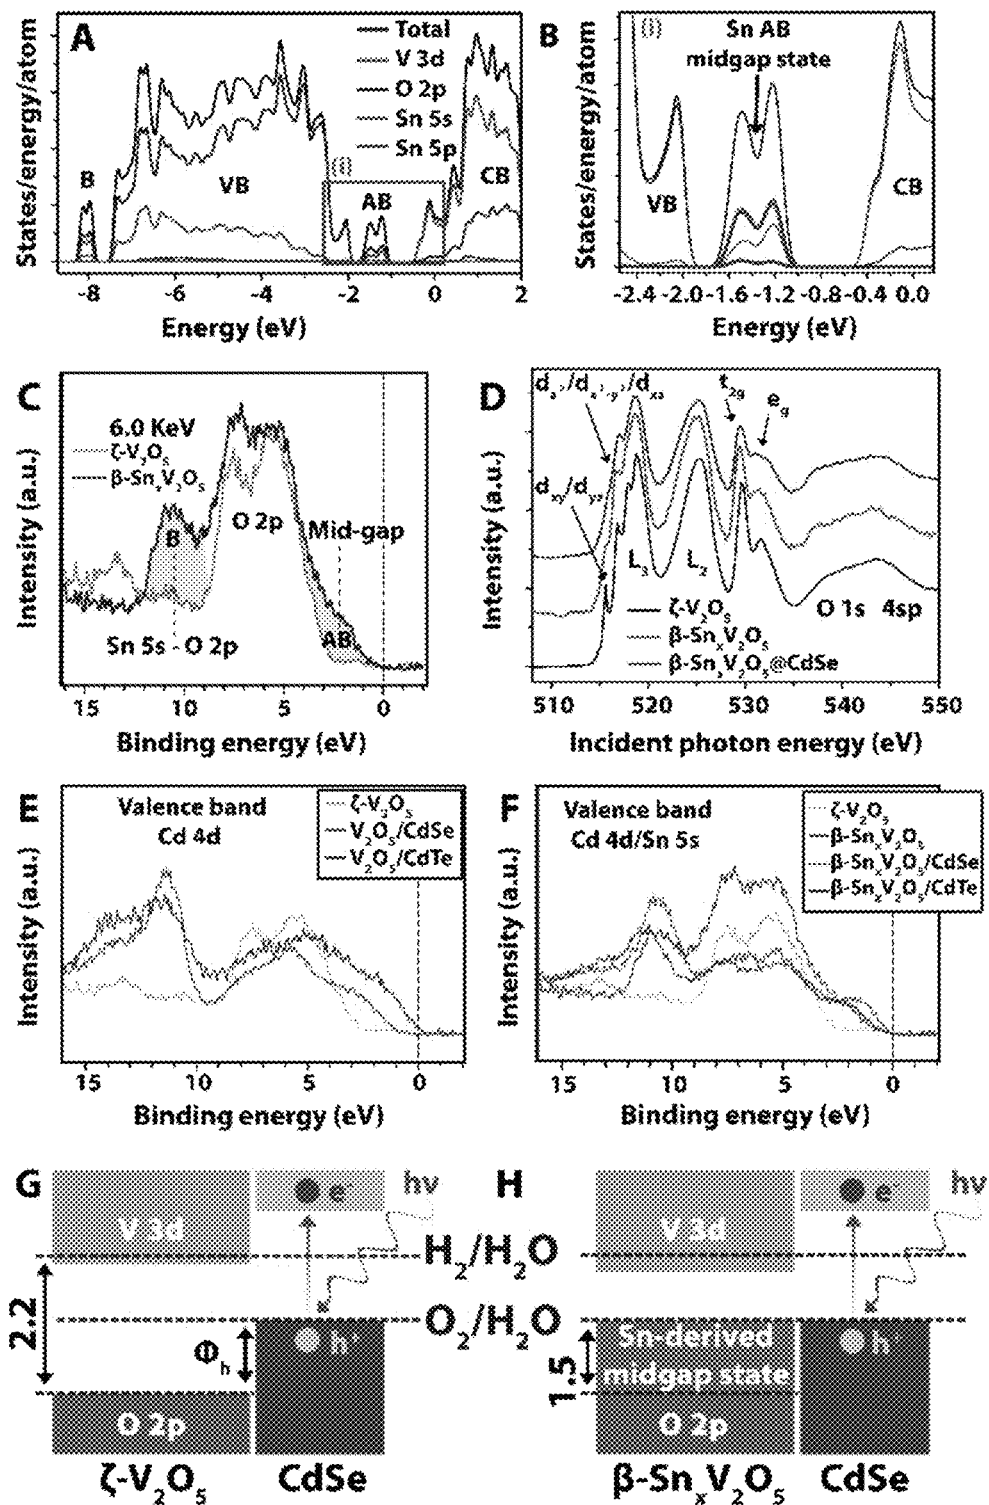 A
Total
V 3d
O 2p
Sn 5s
Sn 5p
(i)
B
VB
AB
CB
States/energy/atom
-8 -6 -4 -2 0 2
Energy (eV)
B
(i)
Sn AB
midgap state
VB
CB
States/energy/atom
-2.4 -2.0 -1.6 -1.2 -0.8 -0.4 0.0
Energy (eV)
C
6.0 KeV
ζ-V₂O₅
β-SnₓV₂O₅
B
O 2p
Mid-gap
AB
Sn 5s - O 2p
Intensity (a.u.)
15 10 5 0
Binding energy (eV)
D
t₂g
e_g
L₃
L₂
O 1s 4sp
ζ-V₂O₅
β-SnₓV₂O₅
β-SnₓV₂O₅@CdSe
Intensity (a.u.)
510 520 530 540 550
Incident photon energy (eV)
E
Valence band
Cd 4d
ζ-V₂O₅
V₂O₅/CdSe
V₂O₅/CdTe
Intensity (a.u.)
15 10 5 0
Binding energy (eV)
F
Valence band
Cd 4d/Sn 5s
ζ-V₂O₅
β-SnₓV₂O₅
β-SnₓV₂O₅/CdSe
β-SnₓV₂O₅/CdTe
Intensity (a.u.)
15 10 5 0
Binding energy (eV)
G
V 3d
e⁻
hν
H₂/H₂O
O₂/H₂O
2.2
Φₕ
h⁺
O 2p
ζ-V₂O₅ CdSe
H
V 3d
e⁻
hν
Sn-derived
midgap state
1.5
h⁺
O 2p
β-SnₓV₂O₅ CdSe